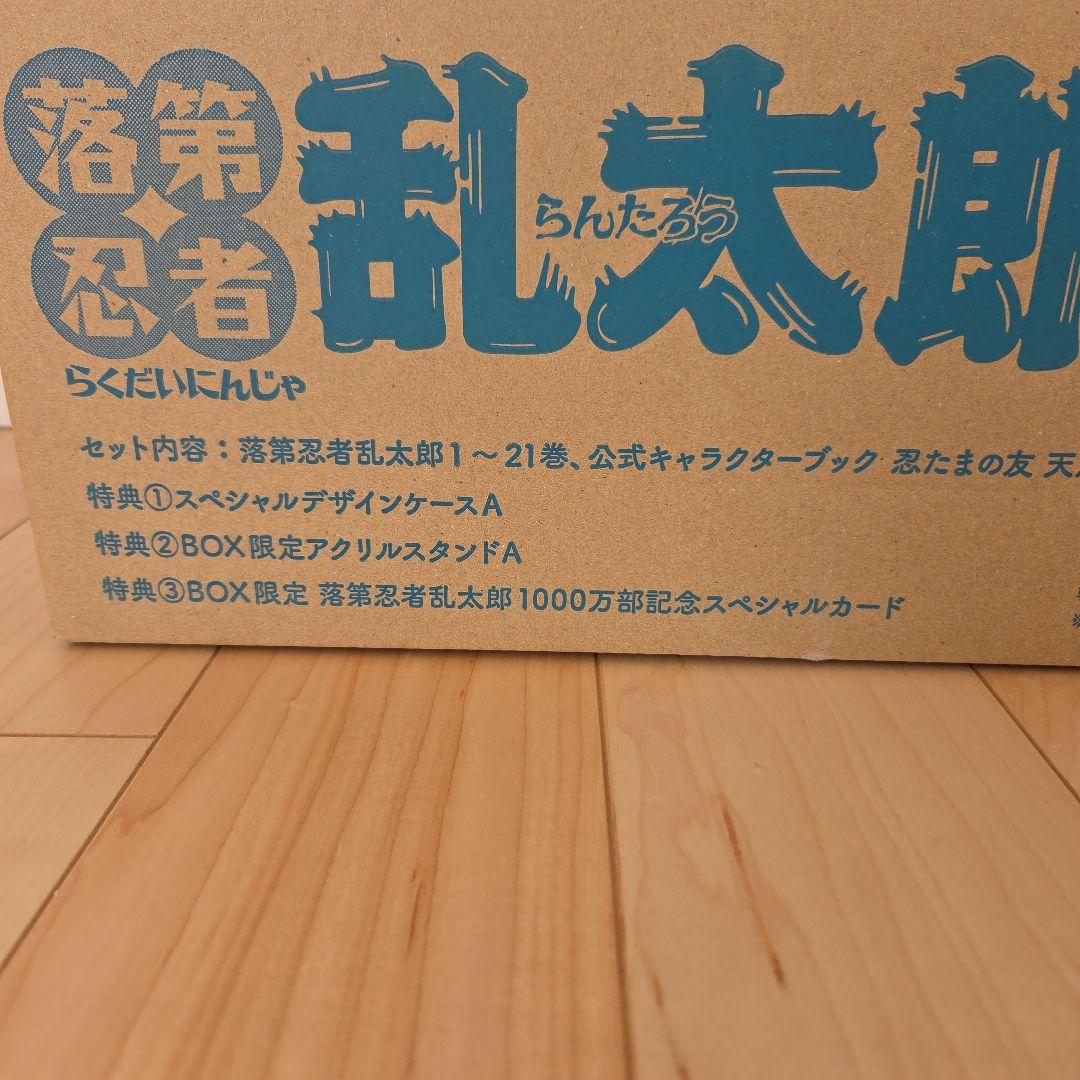 落第忍者
乱太郎
らんたろう
らくだいにんじゃ
セット内容：落第忍者乱太郎1～21巻、公式キャラクターブック 忍たまの友 天
特典①スペシャルデザインケースA
特典②BOX限定アクリルスタンドA
特典③BOX限定 落第忍者乱太郎1000万部記念スペシャルカード
※